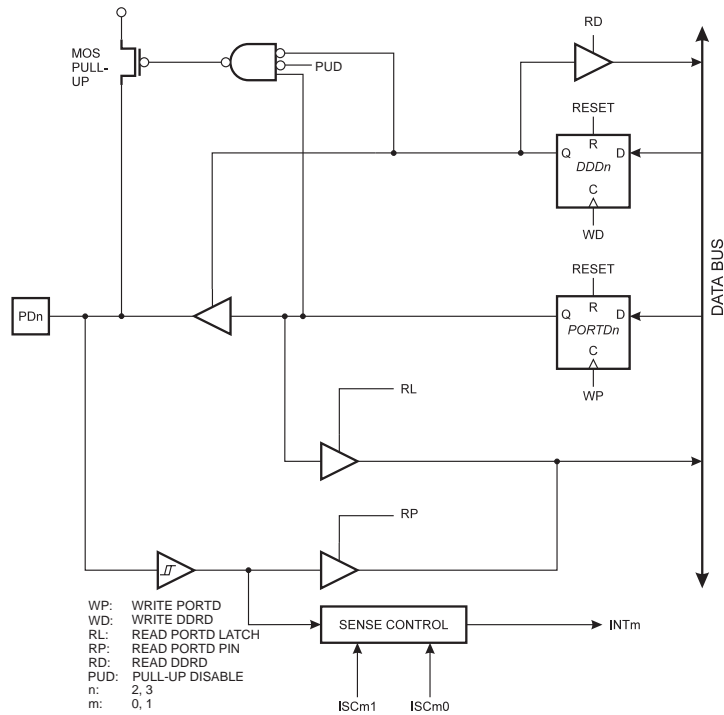 RD
MOS
PULL-
UP
PUD
RESET
R
Q
D
DDDn
C
WD
RESET
PDn
R
Q
D
PORTDn
C
WP
DATA BUS
RL
RP
WP: WRITE PORTD
WD: WRITE DDRD
RL: READ PORTD LATCH
RP: READ PORTD PIN
RD: READ DDRD
PUD: PULL-UP DISABLE
n: 2, 3
m: 0, 1
SENSE CONTROL
INTm
ISCm1
ISCm0